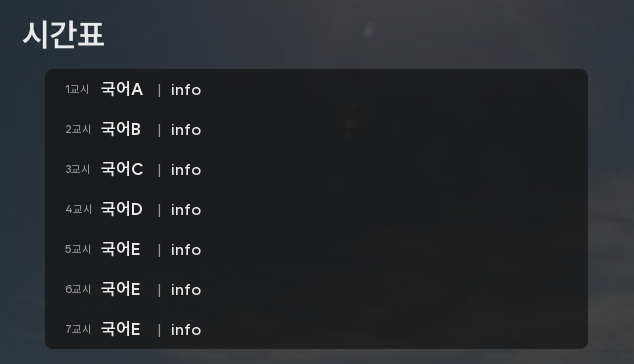 시간표
1교시 국어A | info
2교시 국어B | info
3교시 국어C | info
4교시 국어D | info
5교시 국어E | info
6교시 국어E | info
7교시 국어E | info